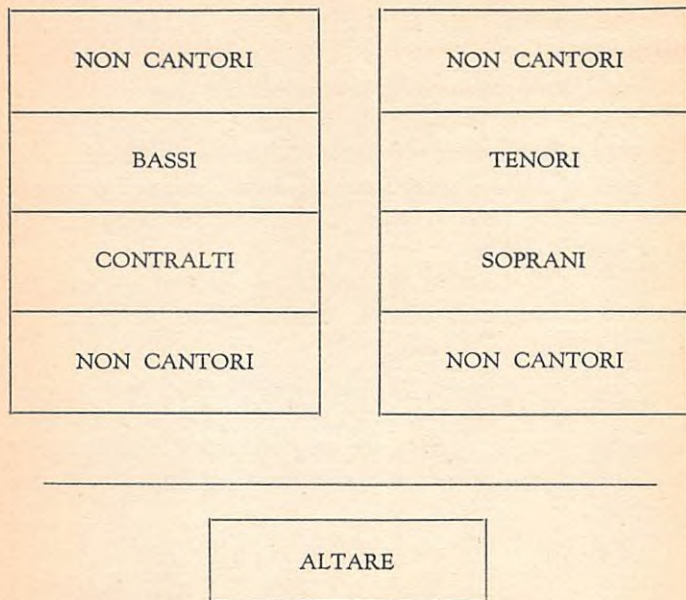 NON CANTORI
NON CANTORI
BASSI
TENORI
CONTRALTI
SOPRANI
NON CANTORI
NON CANTORI
ALTARE